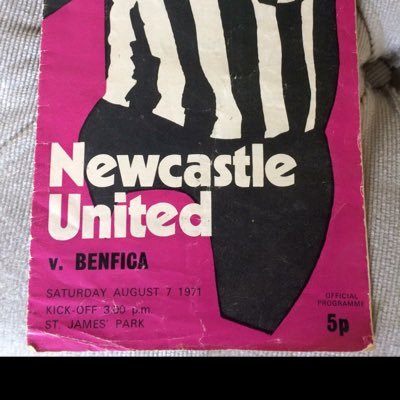 Newcastle
United
v. BENFICA
SATURDAY AUGUST 7 1971
KICK-OFF 3.00 p.m
ST. JAMES' PARK
OFFICIAL
PROGRAMME
5p